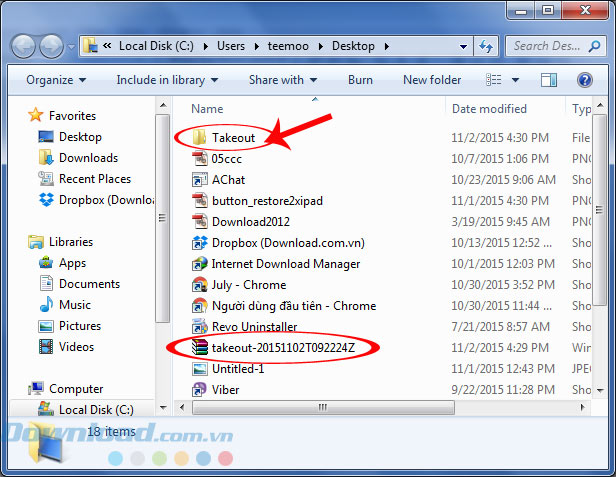 Local Disk (C:) Users teemoo Desktop Search Des...
Organize Include in library Share with Burn New folder
Name Date modified Typ
Favorites
Desktop
Downloads
Recent Places
Dropbox (Downloa
Libraries
Apps
Documents
Music
Pictures
Videos
Computer
Local Disk (C:)
Takeout 11/2/2015 4:30 PM File
05ccc 10/7/2015 1:06 PM PNG
AChat 10/23/2015 9:06 AM Sho
button_restore2xipad 11/2/2015 4:30 PM PNG
Download2012 3/19/2015 9:45 AM PNG
Dropbox (Download.com.vn) 10/13/2015 12:52 ... Sho
Internet Download Manager 10/1/2015 12:03 PM Sho
July - Chrome 10/30/2015 3:52 PM Sho
Người dùng đầu tiên - Chrome 10/30/2015 11:44 ... Sho
Revo Uninstaller 7/21/2015 8:57 AM Sho
takeout-20151102T092224Z 11/2/2015 4:29 PM Win
Untitled-1 11/1/2015 12:43 PM JPEG
Viber 9/22/2015 11:28 PM Sho
18 items
Download.com.vn